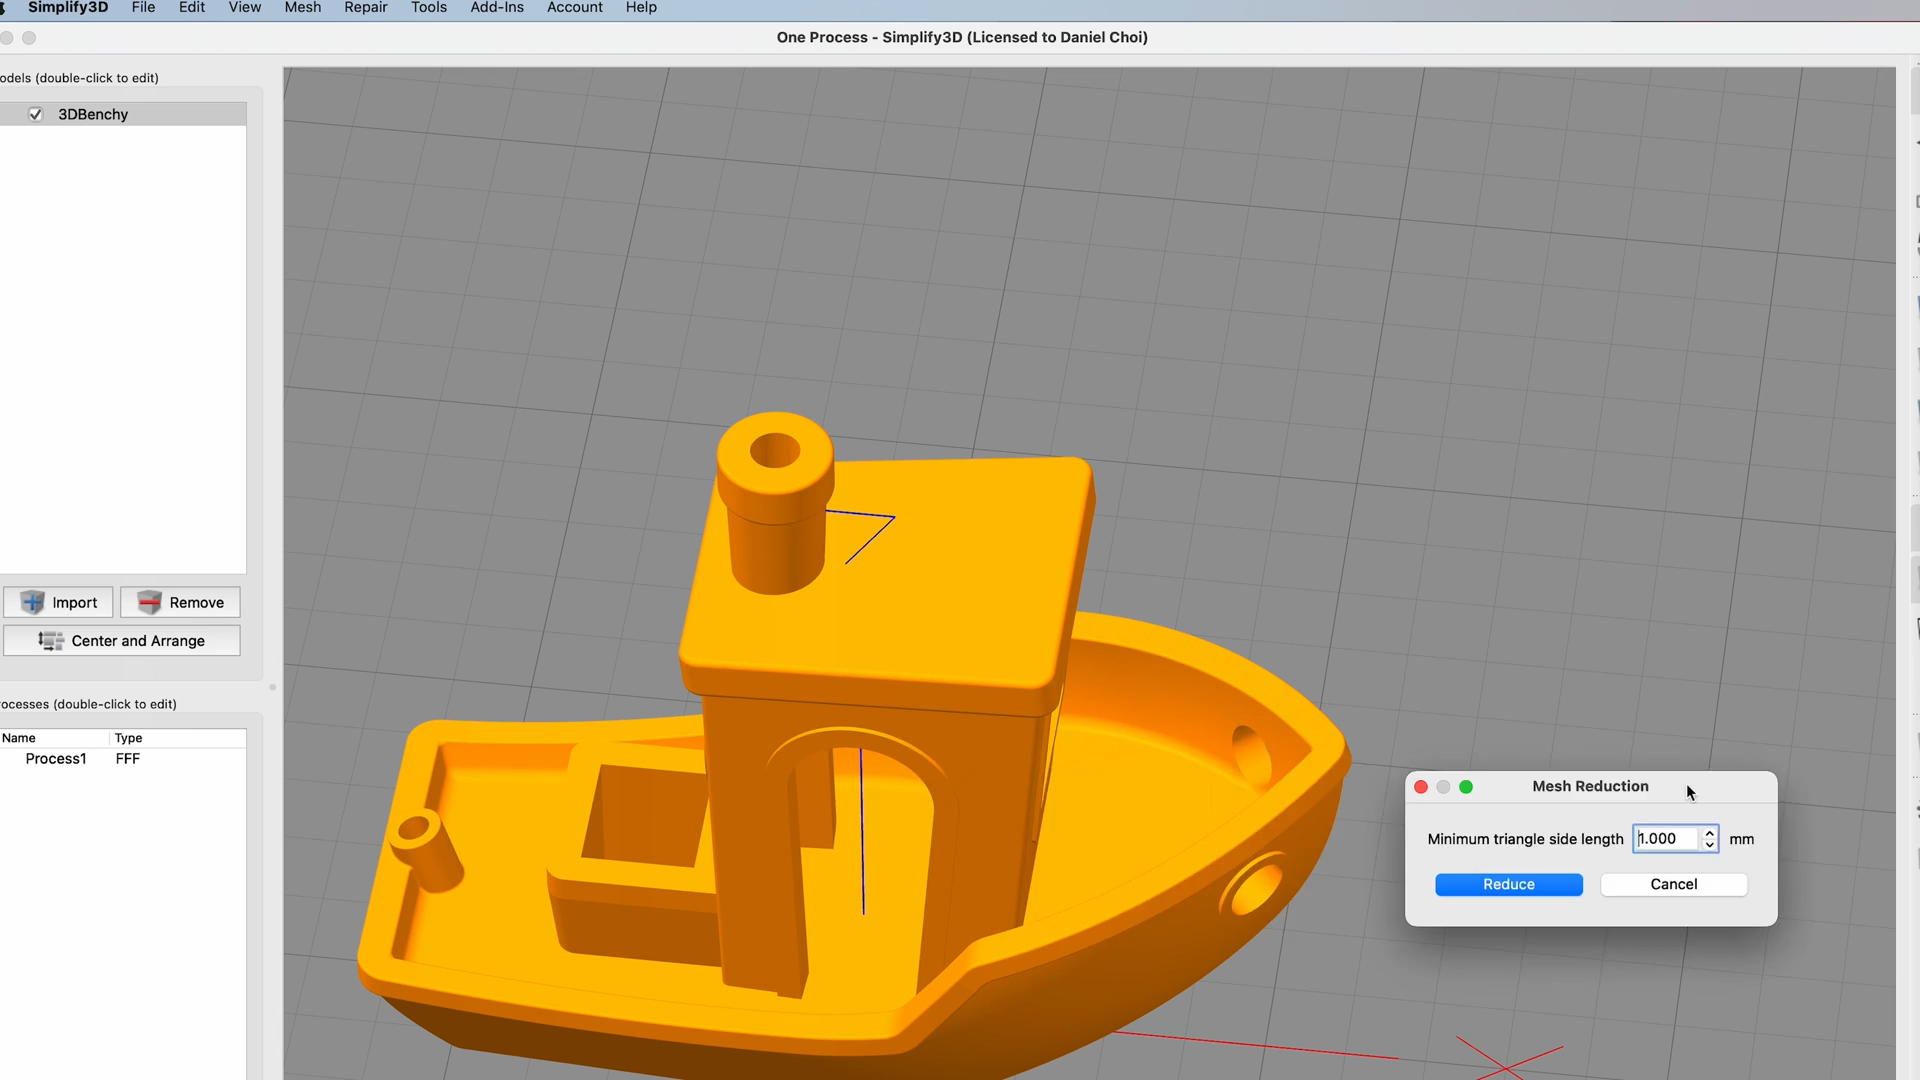 Simplify3D File Edit View Mesh Repair Tools Add-Ins Account Help
One Process - Simplify3D (Licensed to Daniel Choi)
odels (double-click to edit)
3DBenchy
Import Remove
Center and Arrange
rocesses (double-click to edit)
Name Type
Process1 FFF
Mesh Reduction
Minimum triangle side length 1.000 mm
Reduce Cancel